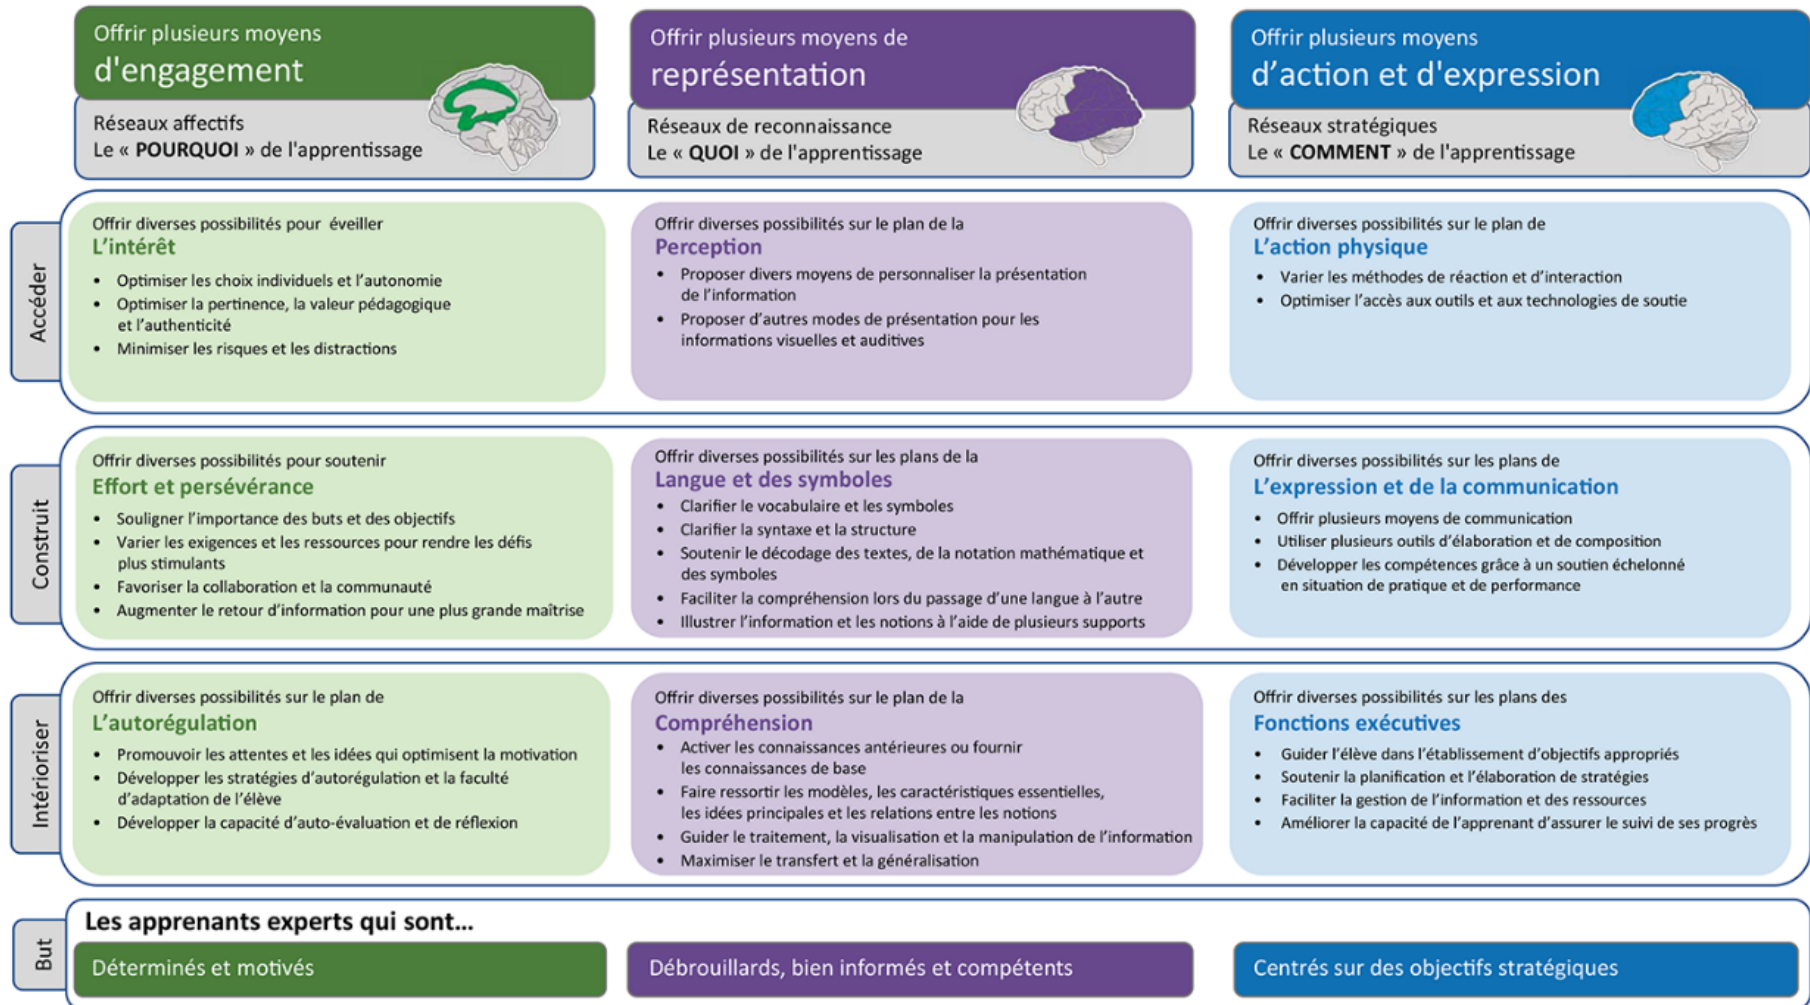 Offrir plusieurs moyens
d'engagement
Réseaux affectifs
Le « POURQUOI » de l'apprentissage
Offrir plusieurs moyens de
représentation
Réseaux de reconnaissance
Le « QUOI » de l'apprentissage
Offrir plusieurs moyens
d’action et d'expression
Réseaux stratégiques
Le « COMMENT » de l'apprentissage
Accéder
Offrir diverses possibilités pour éveiller
L’intérêt
• Optimiser les choix individuels et l’autonomie
• Optimiser la pertinence, la valeur pédagogique
et l’authenticité
• Minimiser les risques et les distractions
Offrir diverses possibilités sur le plan de la
Perception
• Proposer divers moyens de personnaliser la présentation
de l’information
• Proposer d’autres modes de présentation pour les
informations visuelles et auditives
Offrir diverses possibilités sur le plan de
L’action physique
• Varier les méthodes de réaction et d’interaction
• Optimiser l’accès aux outils et aux technologies de soutie
Construit
Offrir diverses possibilités pour soutenir
Effort et persévérance
• Souligner l’importance des buts et des objectifs
• Varier les exigences et les ressources pour rendre les défis
plus stimulants
• Favoriser la collaboration et la communauté
• Augmenter le retour d’information pour une plus grande maîtrise
Offrir diverses possibilités sur les plans de la
Langue et des symboles
• Clarifier le vocabulaire et les symboles
• Clarifier la syntaxe et la structure
• Soutenir le décodage des textes, de la notation mathématique et
des symboles
• Faciliter la compréhension lors du passage d’une langue à l’autre
• Illustrer l’information et les notions à l’aide de plusieurs supports
Offrir diverses possibilités sur les plans de
L’expression et de la communication
• Offrir plusieurs moyens de communication
• Utiliser plusieurs outils d’élaboration et de composition
• Développer les compétences grâce à un soutien échelonné
en situation de pratique et de performance
Intérioriser
Offrir diverses possibilités sur le plan de
L’autorégulation
• Promouvoir les attentes et les idées qui optimisent la motivation
• Développer les stratégies d’autorégulation et la faculté
d’adaptation de l’élève
• Développer la capacité d’auto-évaluation et de réflexion
Offrir diverses possibilités sur le plan de la
Compréhension
• Activer les connaissances antérieures ou fournir
les connaissances de base
• Faire ressortir les modèles, les caractéristiques essentielles,
les idées principales et les relations entre les notions
• Guider le traitement, la visualisation et la manipulation de l’information
• Maximiser le transfert et la généralisation
Offrir diverses possibilités sur les plans des
Fonctions exécutives
• Guider l’élève dans l’établissement d’objectifs appropriés
• Soutenir la planification et l’élaboration de stratégies
• Faciliter la gestion de l’information et des ressources
• Améliorer la capacité de l’apprenant d’assurer le suivi de ses progrès
But
Les apprenants experts qui sont...
Déterminés et motivés
Débrouillards, bien informés et compétents
Centrés sur des objectifs stratégiques